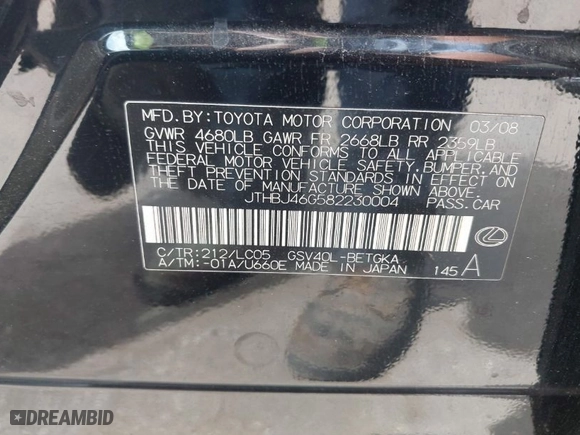 MFD.BY:TOYOTA MOTOR CORPORATION 03/08
GVWR 4680LB GAWR FR 2668LB RR 2359LB
THIS VEHICLE CONFORMS TO ALL APPLICABLE
FEDERAL MOTOR VEHICLE SAFETY,BUMPER,AND
THEFT PREVENTION STANDARDS IN EFFECT ON
THE DATE OF MANUFACTURE SHOWN ABOVE.
JTHBJ46G582230004 PASS.CAR
C/TR:212/LC05 GSV40L-BETGKA
A/TM:-01A/U660E MADE IN JAPAN 145 A
DREAMBID